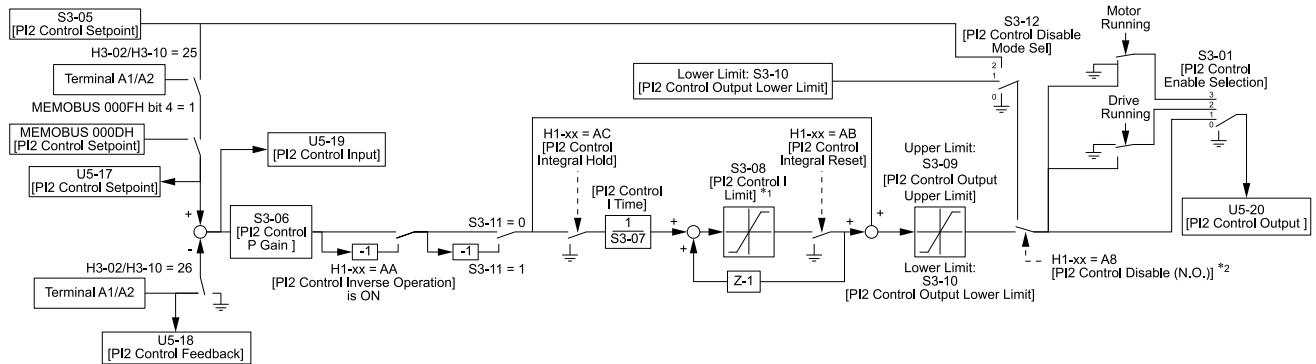 S3-05
[PI2 Control Setpoint]
H3-02/H3-10 = 25
Terminal A1/A2
MEMOBUS 000FH bit 4 = 1
MEMOBUS 000DH
[PI2 Control Setpoint]
U5-17
[PI2 Control Setpoint]
+
-
H3-02/H3-10 = 26
Terminal A1/A2
U5-18
[PI2 Control Feedback]
U5-19
[PI2 Control Input]
S3-06
[PI2 Control
P Gain ]
-1
H1-xx = AA
[PI2 Control Inverse Operation]
is ON
-1
S3-11 = 0
S3-11 = 1
H1-xx = AC
[PI2 Control
Integral Hold]
[PI2 Control
I Time]
1
S3-07
+
+
S3-08
[PI2 Control I
Limit] *1
Z-1
H1-xx = AB
[PI2 Control
Integral Reset]
+
+
Upper Limit:
S3-09
[PI2 Control Output
Upper Limit]
Lower Limit:
S3-10
[PI2 Control Output Lower Limit]
Lower Limit: S3-10
[PI2 Control Output Lower Limit]
S3-12
[PI2 Control Disable
Mode Sel]
2
1
0
H1-xx = A8
[PI2 Control Disable (N.O.)] *2
Motor
Running
Drive
Running
S3-01
[PI2 Control
Enable Selection]
3
2
1
0
U5-20
[PI2 Control Output ]